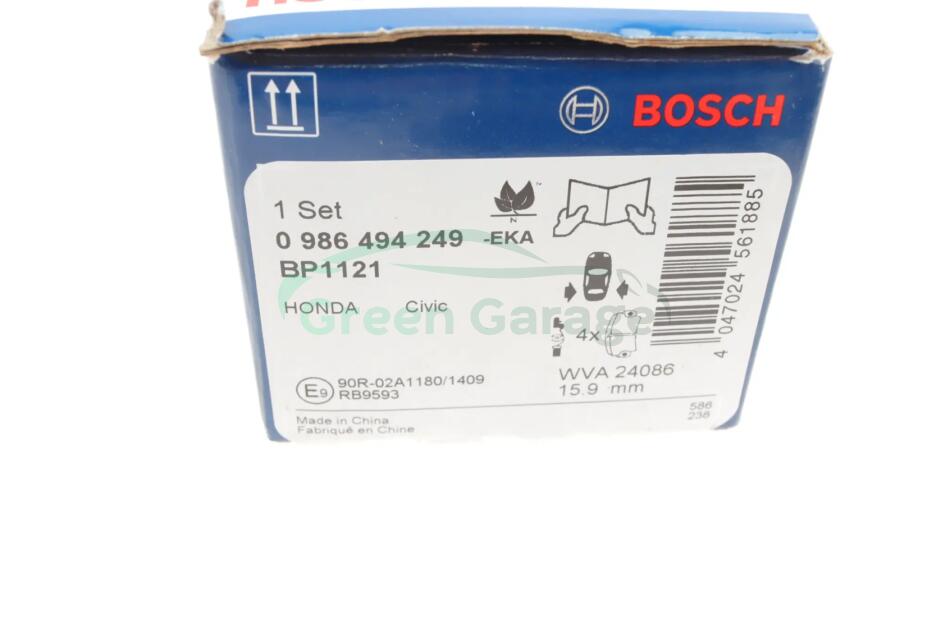 BOSCH
1 Set
0 986 494 249 -EKA
BP1121
HONDA Civic
Green Garage
4x
4 047024 561885
WVA 24086
15.9 mm
E9 90R-02A1180/1409
RB9593
586
238
Made in China
Fabriqué en Chine